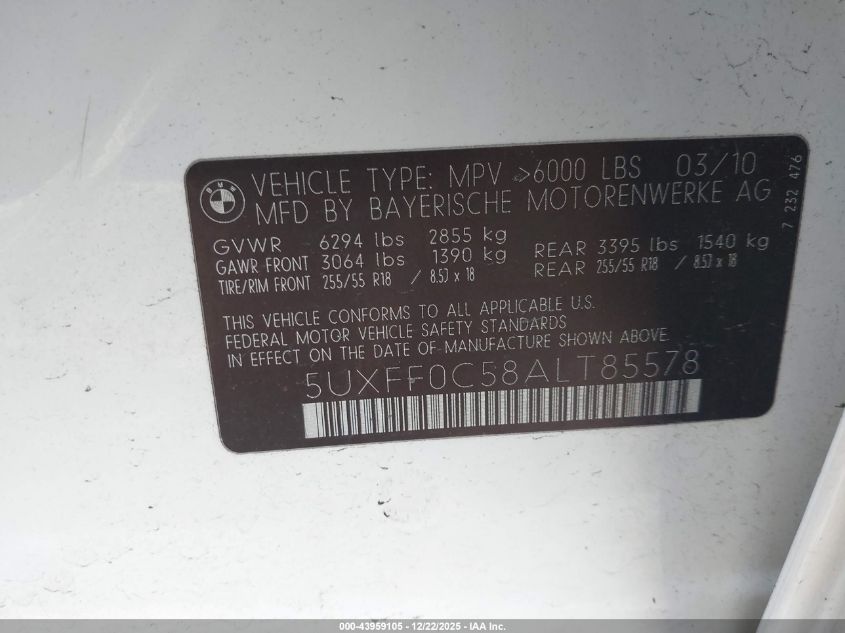 BMW
VEHICLE TYPE: MPV >6000 LBS 03/10
MFD BY BAYERISCHE MOTORENWERKE AG
GVWR 6294 lbs 2855 kg
GAWR FRONT 3064 lbs 1390 kg REAR 3395 lbs 1540 kg
TIRE/RIM FRONT 255/55 R18 / 8.5J x 18 REAR 255/55 R18 / 8.5J x 18
THIS VEHICLE CONFORMS TO ALL APPLICABLE U.S.
FEDERAL MOTOR VEHICLE SAFETY STANDARDS
IN EFFECT ON THE DATE OF MANUFACTURE SHOWN ABOVE
5UXFF0C58ALT85578
7 232 476
000-43959105 - 12/22/2025 - IAA Inc.